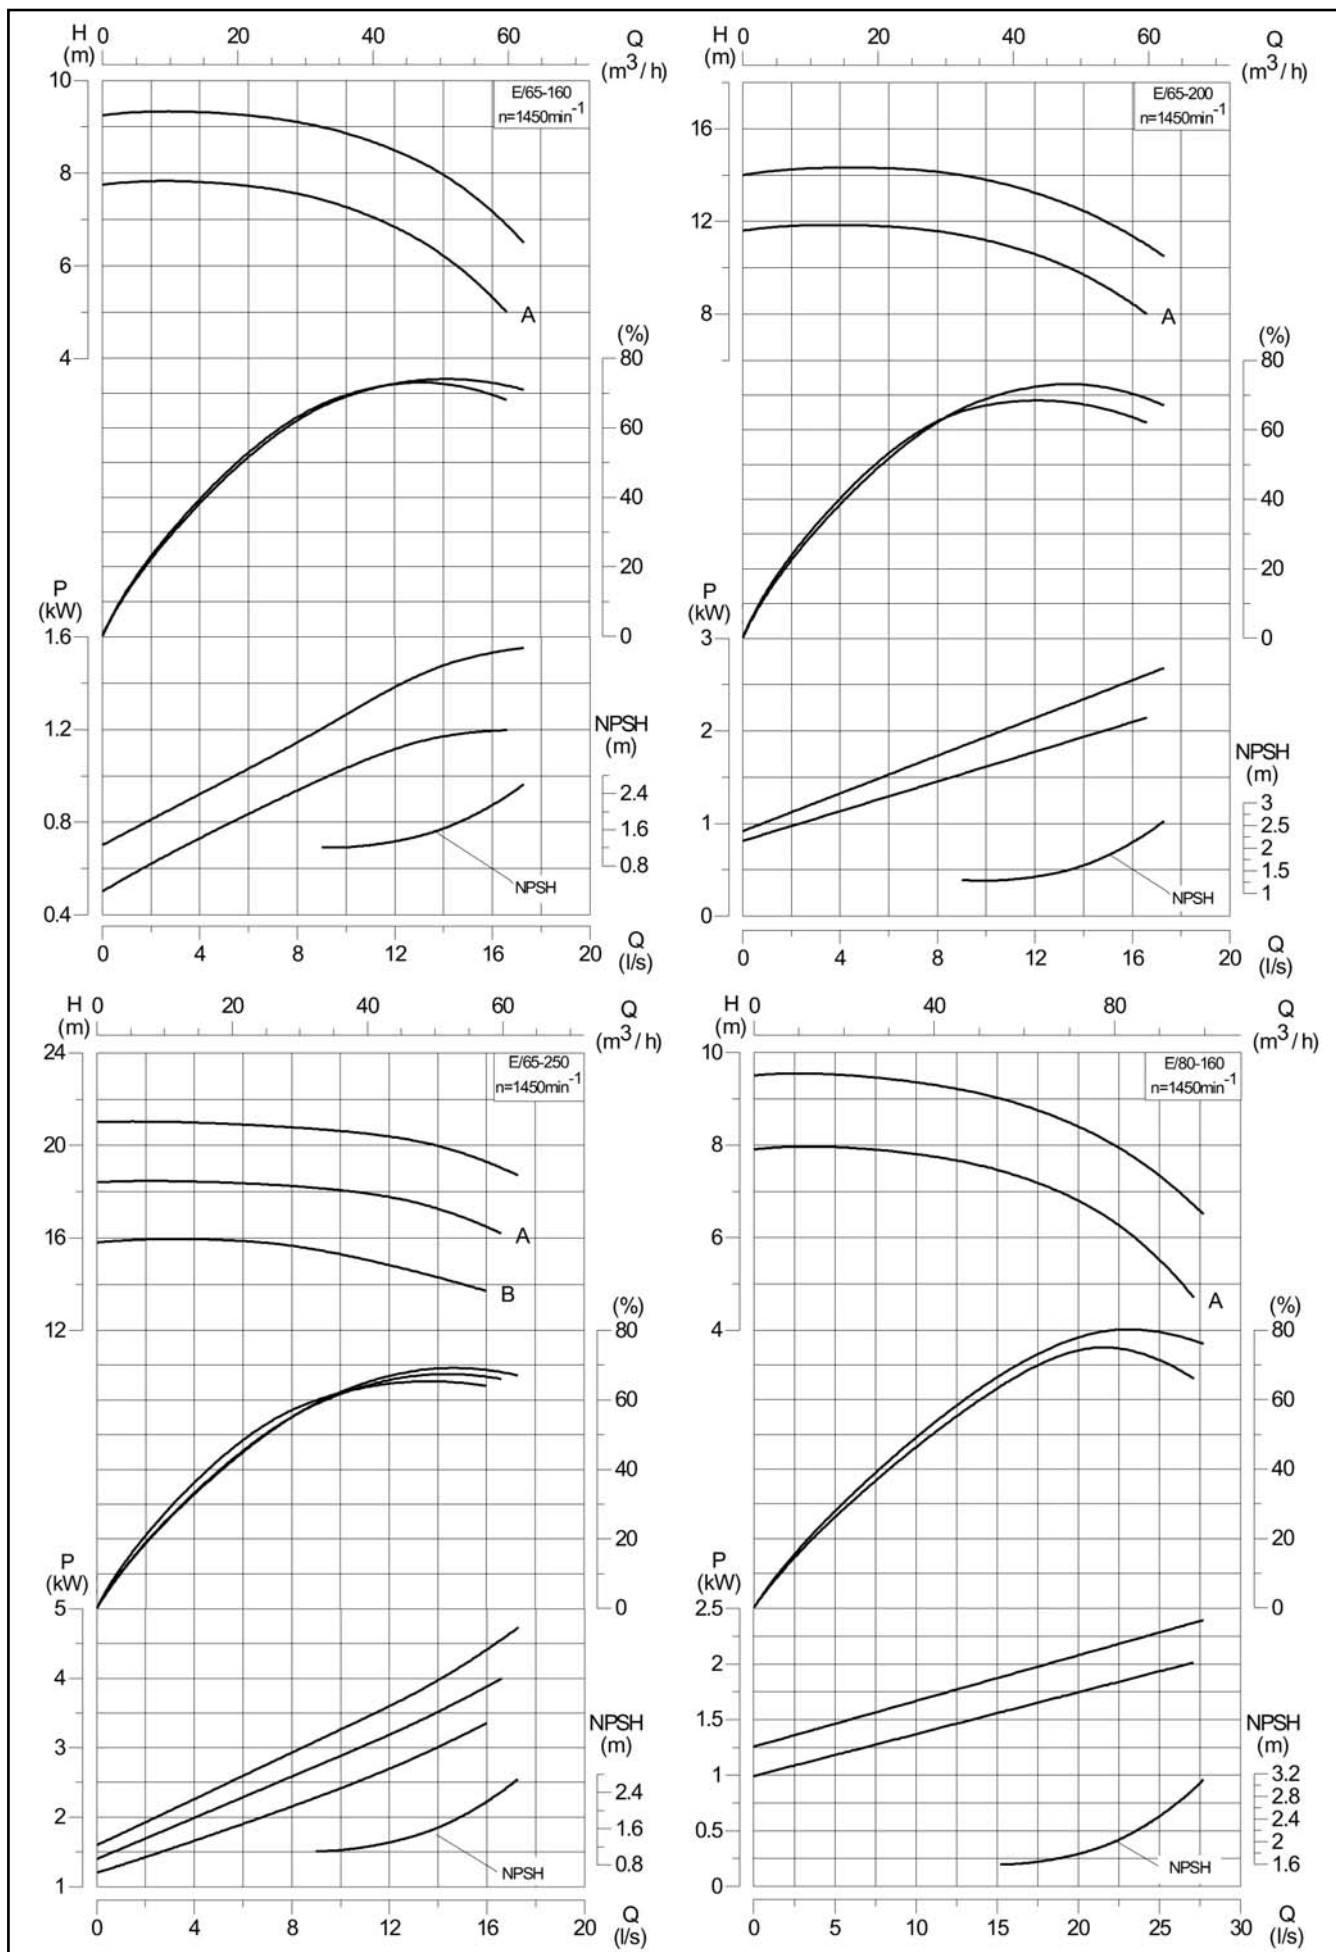 H 0 20 40 60 Q
(m) (m³/h)
10
8
6
4
E/65-160
n=1450min⁻¹
A
(%)
80
60
40
20
0
P
(kW)
1.6
1.2
0.8
0.4
NPSH
(m)
2.4
1.6
0.8
NPSH
0 4 8 12 16 20 Q
(l/s)
H 0 20 40 60 Q
(m) (m³/h)
16
12
8
E/65-200
n=1450min⁻¹
A
(%)
80
60
40
20
0
P
(kW)
3
2
1
0
NPSH
(m)
3
2.5
2
1.5
1
NPSH
0 4 8 12 16 20 Q
(l/s)
H 0 20 40 60 Q
(m) (m³/h)
24
20
16
12
E/65-250
n=1450min⁻¹
A
B
(%)
80
60
40
20
0
P
(kW)
5
4
3
2
1
NPSH
(m)
2.4
1.6
0.8
NPSH
0 4 8 12 16 20 Q
(l/s)
H 0 40 80 Q
(m) (m³/h)
10
8
6
4
E/80-160
n=1450min⁻¹
A
(%)
80
60
40
20
0
P
(kW)
2.5
2
1.5
1
0.5
0
NPSH
(m)
3.2
2.8
2.4
2
1.6
NPSH
0 5 10 15 20 25 30 Q
(l/s)